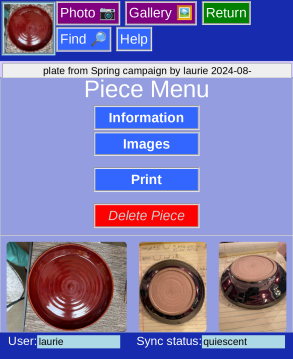 Photo Gallery Return
Find Help
plate from Spring campaign by laurie 2024-08-
Piece Menu
Information
Images
Print
Delete Piece
User: laurie Sync status: quiescent